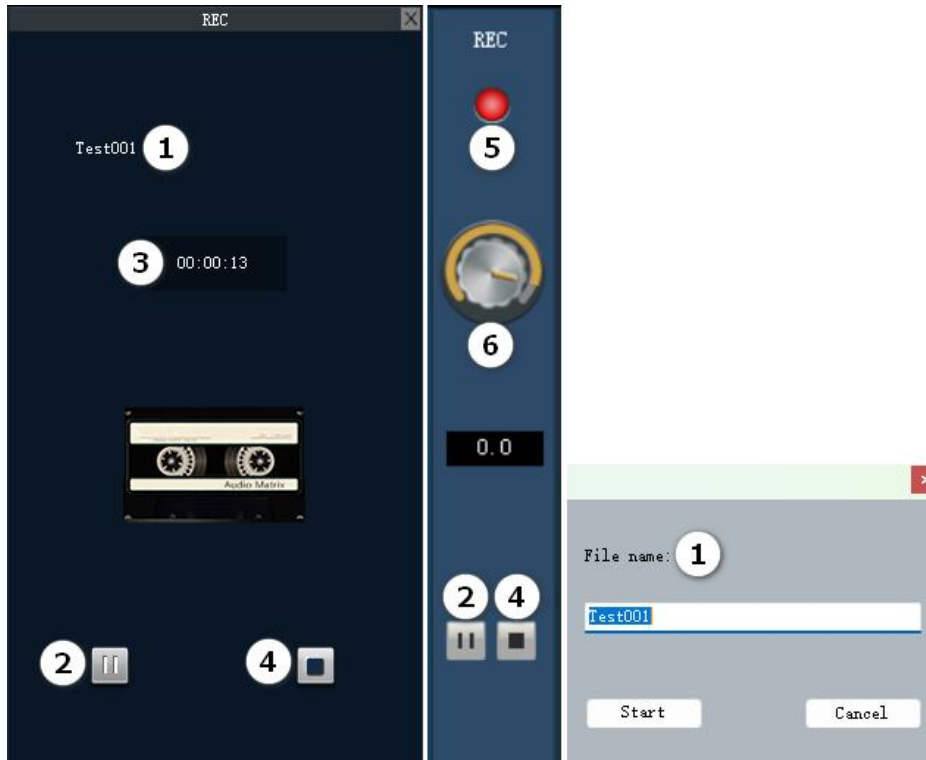 REC
Test001 1
3 00:00:13
Audio Matrix
2 4
REC
5
6
0.0
2 4
File name: 1
Test001
Start Cancel